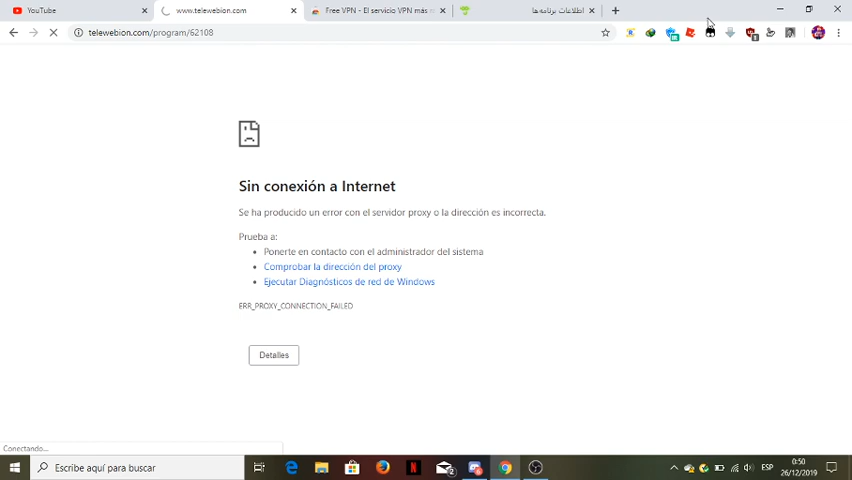 YouTube
www.telewebion.com
Free VPN - El servicio VPN más
اطلاعات برنامه‌ها
telewebion.com/program/62108
Sin conexión a Internet
Se ha producido un error con el servidor proxy o la dirección es incorrecta.
Prueba a:
• Ponerte en contacto con el administrador del sistema
• Comprobar la dirección del proxy
• Ejecutar Diagnósticos de red de Windows
ERR_PROXY_CONNECTION_FAILED
Detalles
Conectando...
Escribe aquí para buscar
ESP
0:50
26/12/2019